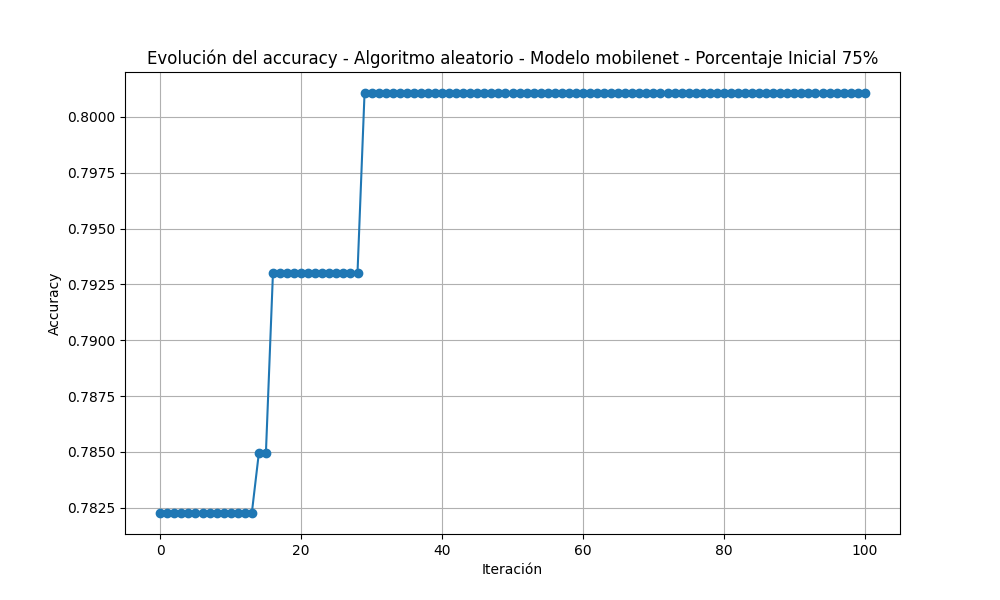 Evolución del accuracy - Algoritmo aleatorio - Modelo mobilenet - Porcentaje Inicial 75%
0.8000
0.7975
0.7950
0.7925
0.7900
0.7875
0.7850
0.7825
Accuracy
0 20 40 60 80 100
Iteración